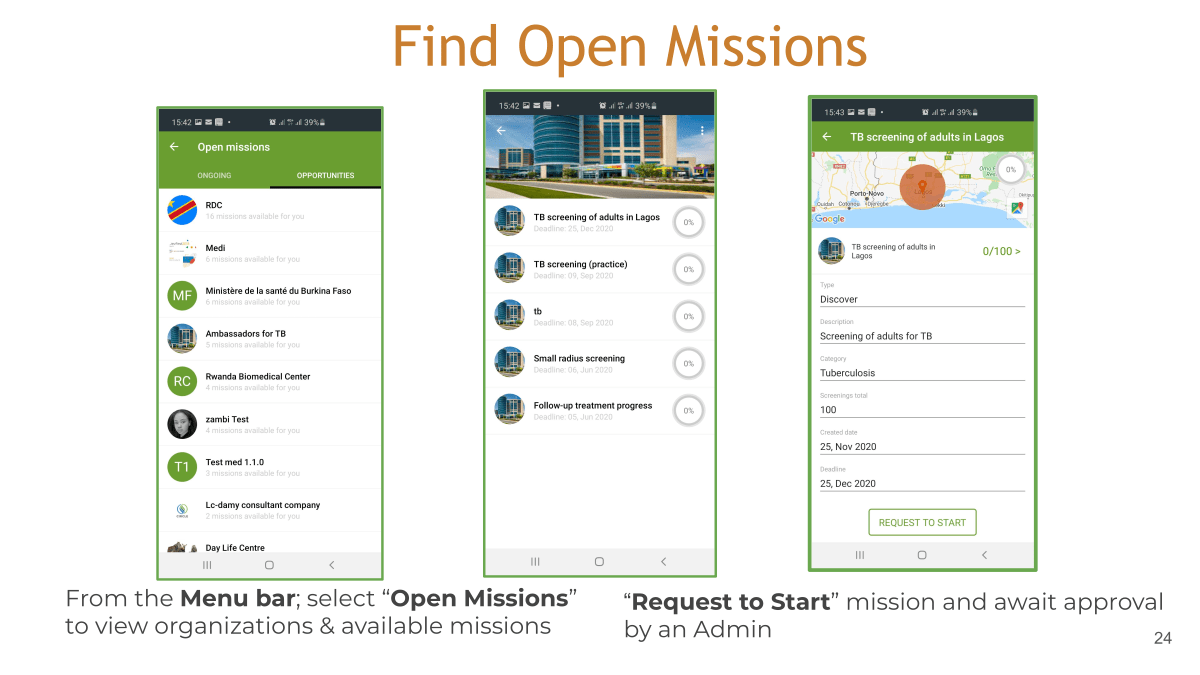 Find Open Missions
15:42 • 39%
Open missions
ONGOING OPPORTUNITIES
RDC
16 missions available for you
Medi
6 missions available for you
MF
Ministère de la santé du Burkina Faso
6 missions available for you
Ambassadors for TB
5 missions available for you
RC
Rwanda Biomedical Center
4 missions available for you
zambi Test
4 missions available for you
T1
Test med 1.1.0
3 missions available for you
Lc-damy consultant company
2 missions available for you
Day Life Centre
15:42 • 39%
TB screening of adults in Lagos
Deadline: 25, Dec 2020
0%
TB screening (practice)
Deadline: 09, Sep 2020
0%
tb
Deadline: 08, Sep 2020
0%
Small radius screening
Deadline: 06, Jun 2020
0%
Follow-up treatment progress
Deadline: 05, Jun 2020
0%
15:43 • 39%
TB screening of adults in Lagos
0%
Porto-Novo
Ouidah Cotonou
Google
TB screening of adults in
Lagos
0/100 >
Type
Discover
Description
Screening of adults for TB
Category
Tuberculosis
Screenings total
100
Created date
25, Nov 2020
Deadline
25, Dec 2020
REQUEST TO START
From the Menu bar; select “Open Missions”
to view organizations & available missions
“Request to Start” mission and await approval
by an Admin
24